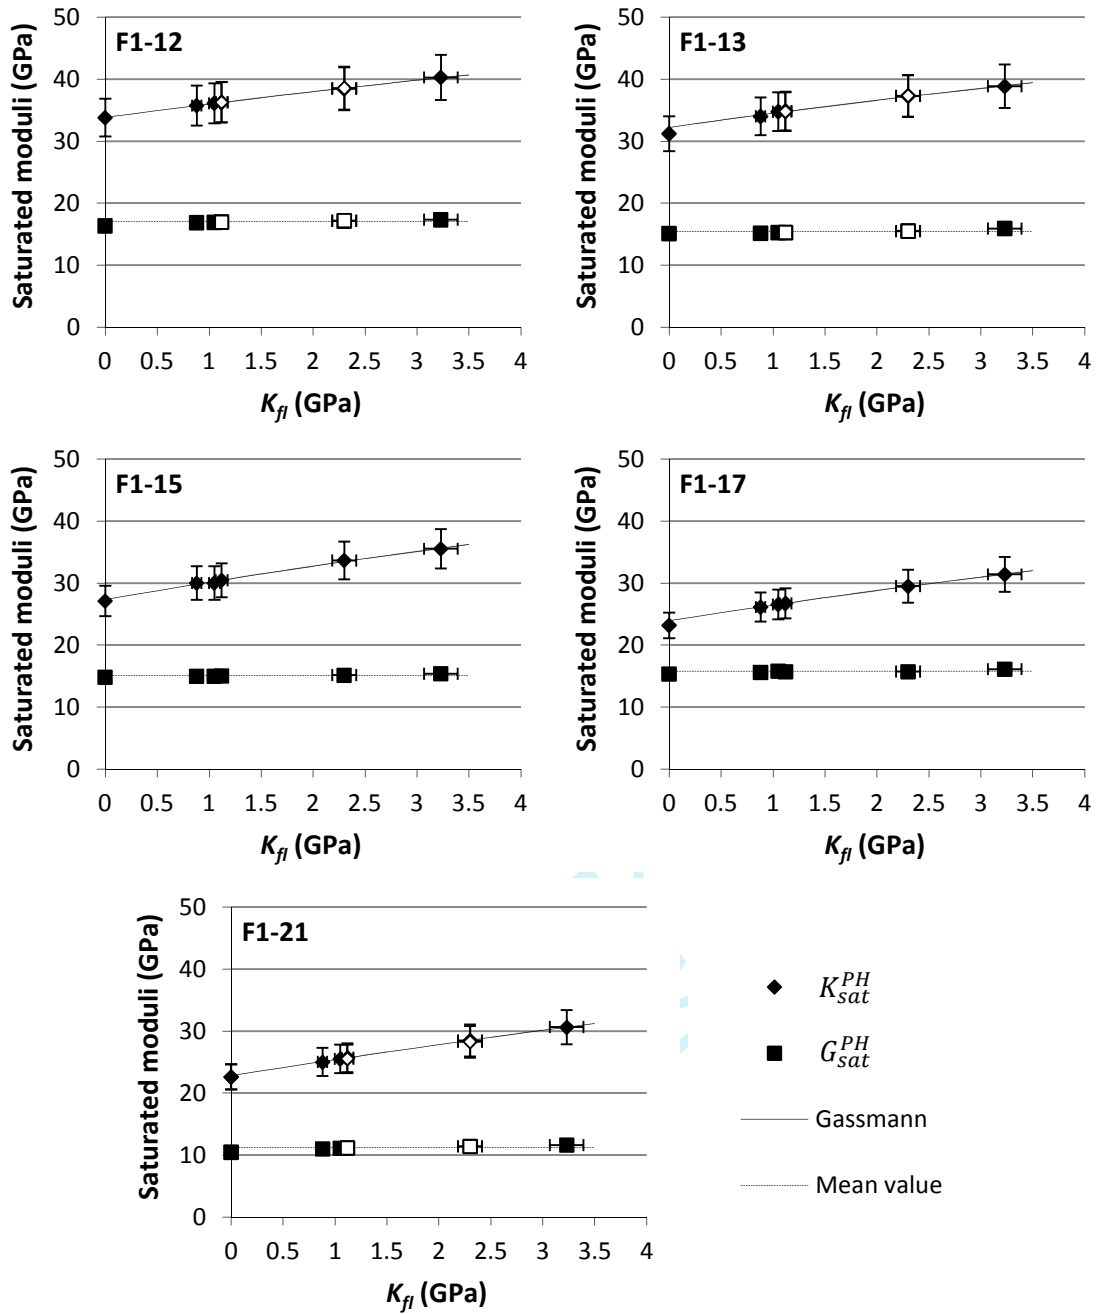 F1-12
Saturated moduli (GPa)
50
40
30
20
10
0
0 0.5 1 1.5 2 2.5 3 3.5 4
K_fl (GPa)
F1-13
Saturated moduli (GPa)
50
40
30
20
10
0
0 0.5 1 1.5 2 2.5 3 3.5 4
K_fl (GPa)
F1-15
Saturated moduli (GPa)
50
40
30
20
10
0
0 0.5 1 1.5 2 2.5 3 3.5 4
K_fl (GPa)
F1-17
Saturated moduli (GPa)
50
40
30
20
10
0
0 0.5 1 1.5 2 2.5 3 3.5 4
K_fl (GPa)
F1-21
Saturated moduli (GPa)
50
40
30
20
10
0
0 0.5 1 1.5 2 2.5 3 3.5 4
K_fl (GPa)
K_sat^PH
G_sat^PH
Gassmann
Mean value